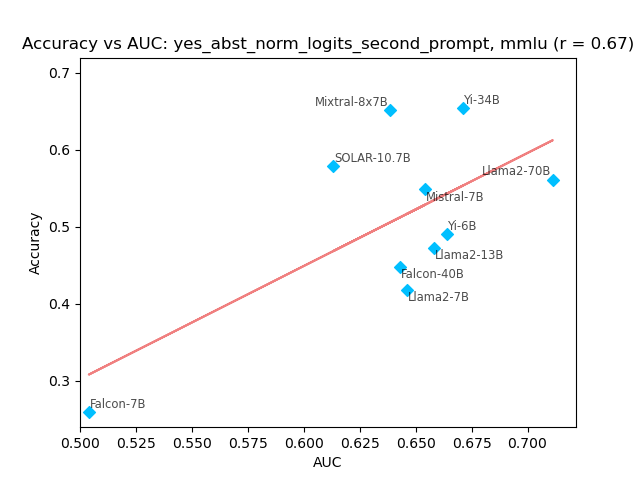 Accuracy vs AUC: yes_abst_norm_logits_second_prompt, mmlu (r = 0.67)
0.7
Mixtral-8x7B
Yi-34B
0.6
SOLAR-10.7B
Llama2-70B
Mistral-7B
0.5
Yi-6B
Llama2-13B
Falcon-40B
Llama2-7B
0.4
0.3
Falcon-7B
Accuracy
0.500 0.525 0.550 0.575 0.600 0.625 0.650 0.675 0.700
AUC